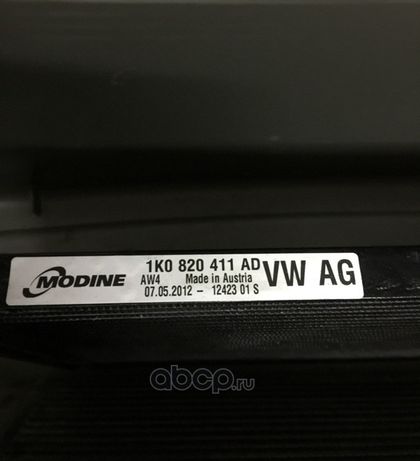 MODINE
1K0 820 411 AD
AW4 Made in Austria
07.05.2012 - 12423 01 S
VW AG
abcp.ru